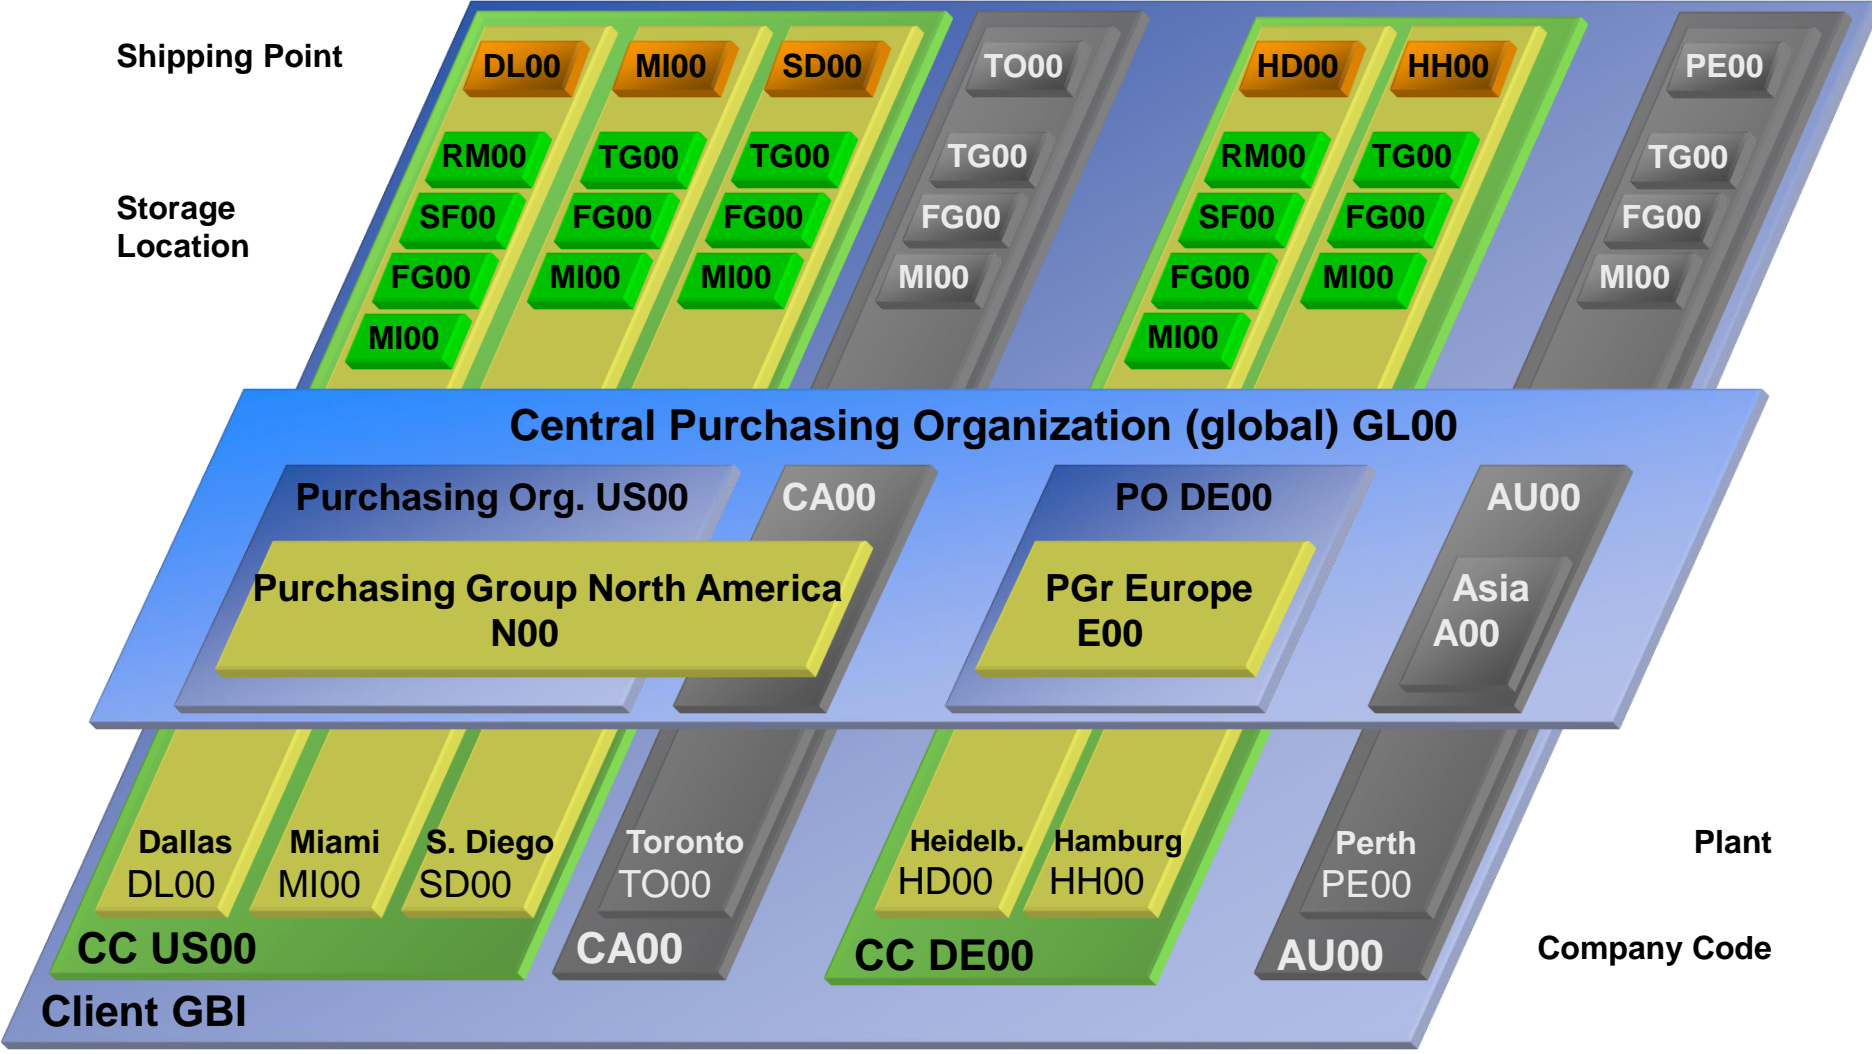 Shipping Point
DL00
MI00
SD00
TO00
HD00
HH00
PE00
RM00
TG00
TG00
TG00
RM00
TG00
TG00
Storage
Location
SF00
FG00
FG00
FG00
SF00
FG00
FG00
FG00
MI00
MI00
MI00
FG00
MI00
MI00
MI00
MI00
Central Purchasing Organization (global) GL00
Purchasing Org. US00
CA00
PO DE00
AU00
Purchasing Group North America
N00
PGr Europe
E00
Asia
A00
Dallas
DL00
Miami
MI00
S. Diego
SD00
Toronto
TO00
Heidelb.
HD00
Hamburg
HH00
Perth
PE00
Plant
CC US00
CA00
CC DE00
AU00
Company Code
Client GBI